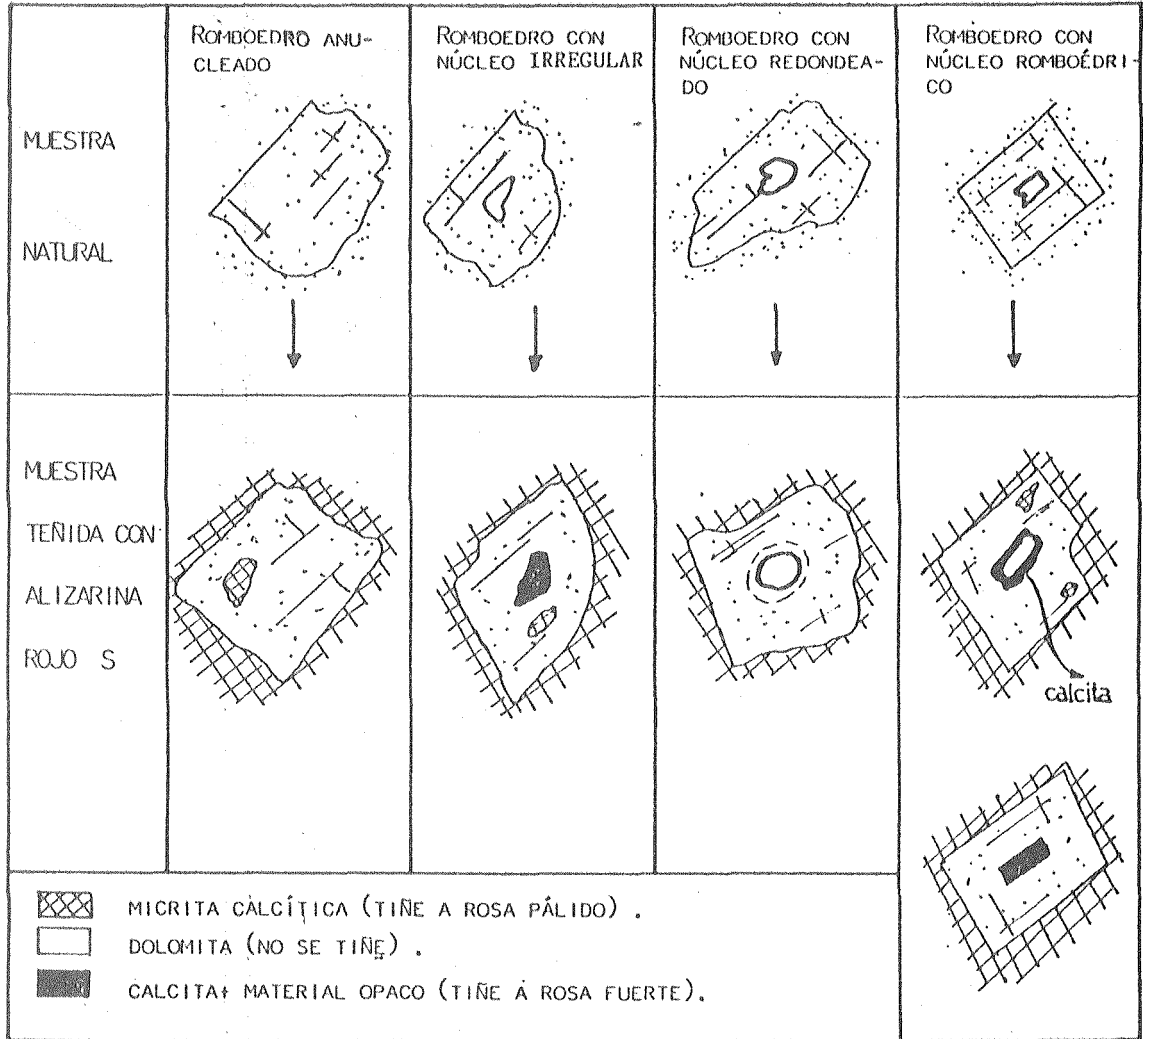 ROMBOEDRO ANU-
CLEADO
ROMBOEDRO CON
NÚCLEO IRREGULAR
ROMBOEDRO CON
NÚCLEO REDONDEA-
DO
ROMBOEDRO CON
NÚCLEO ROMBOÉDRI-
CO
MUESTRA
NATURAL
MUESTRA
TEÑIDA CON
ALIZARINA
ROJO S
calcita
MICRITA CALCÍTICA (TIÑE A ROSA PÁLIDO) .
DOLOMITA (NO SE TIÑE) .
CALCITA+ MATERIAL OPACO (TIÑE A ROSA FUERTE).